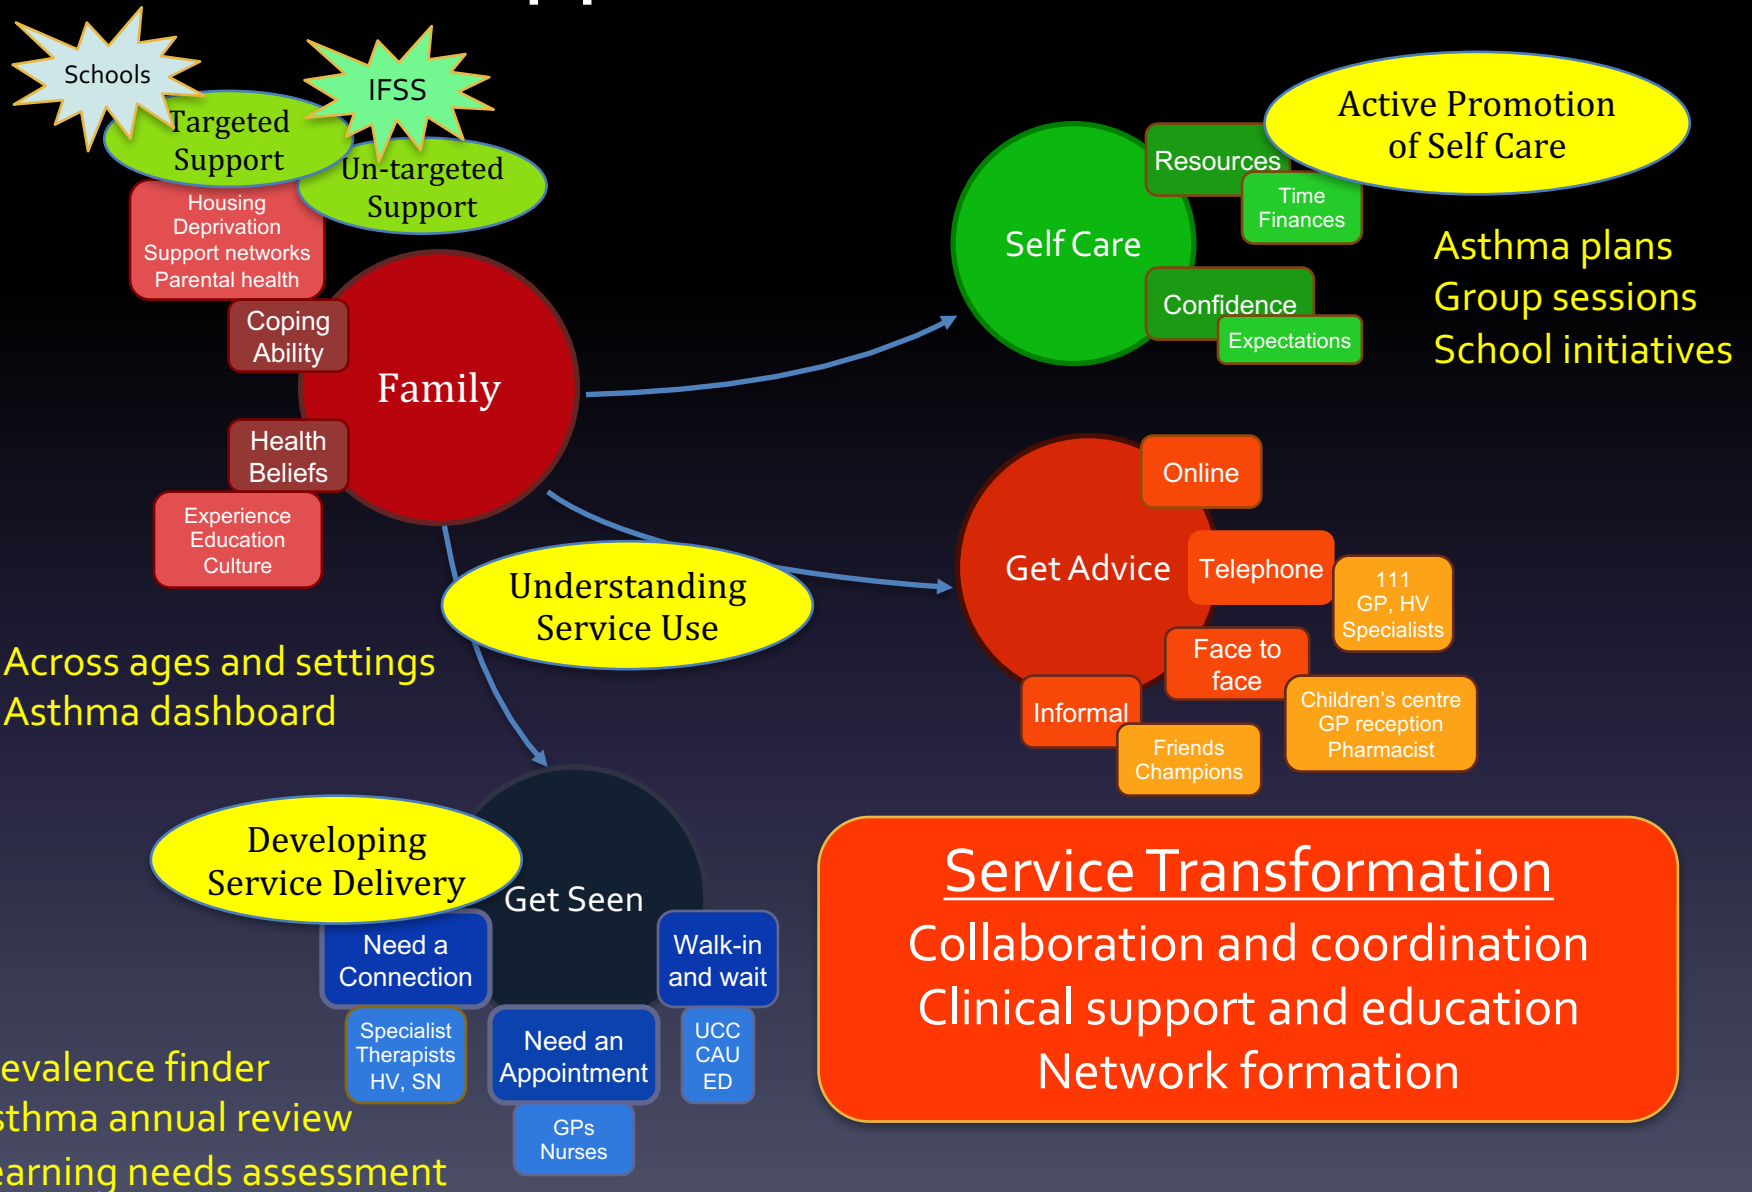 Schools
IFSS
Targeted
Support
Un-targeted
Support
Housing
Deprivation
Support networks
Parental health
Coping
Ability
Family
Health
Beliefs
Experience
Education
Culture
Self Care
Resources
Time
Finances
Confidence
Expectations
Active Promotion
of Self Care
Asthma plans
Group sessions
School initiatives
Get Advice
Online
Telephone
111
GP, HV
Specialists
Face to
face
Children’s centre
GP reception
Pharmacist
Informal
Friends
Champions
Understanding
Service Use
Across ages and settings
Asthma dashboard
Developing
Service Delivery
Get Seen
Need a
Connection
Specialist
Therapists
HV, SN
Need an
Appointment
GPs
Nurses
Walk-in
and wait
UCC
CAU
ED
evalence finder
sthma annual review
earning needs assessment
Service Transformation
Collaboration and coordination
Clinical support and education
Network formation